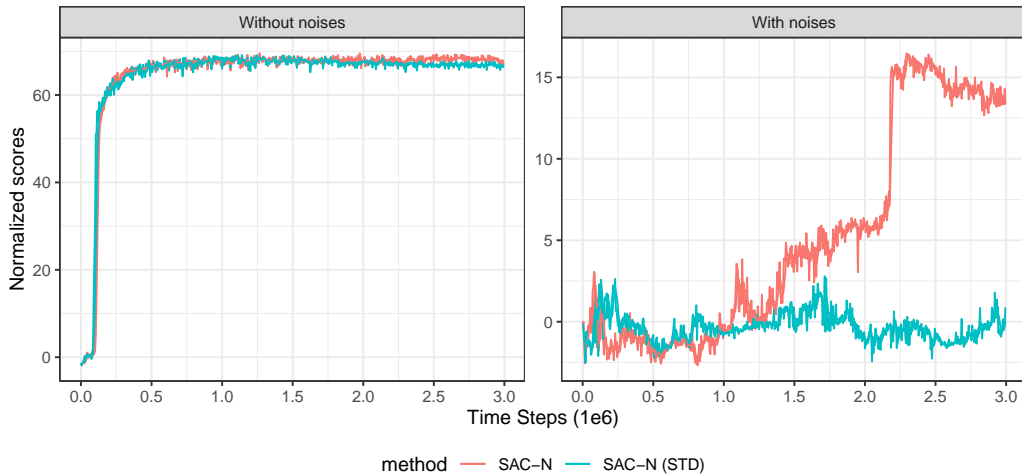 Without noises
With noises
Normalized scores
60
40
20
0
15
10
5
0
0.0 0.5 1.0 1.5 2.0 2.5 3.0
0.0 0.5 1.0 1.5 2.0 2.5 3.0
Time Steps (1e6)
method SAC−N SAC−N (STD)